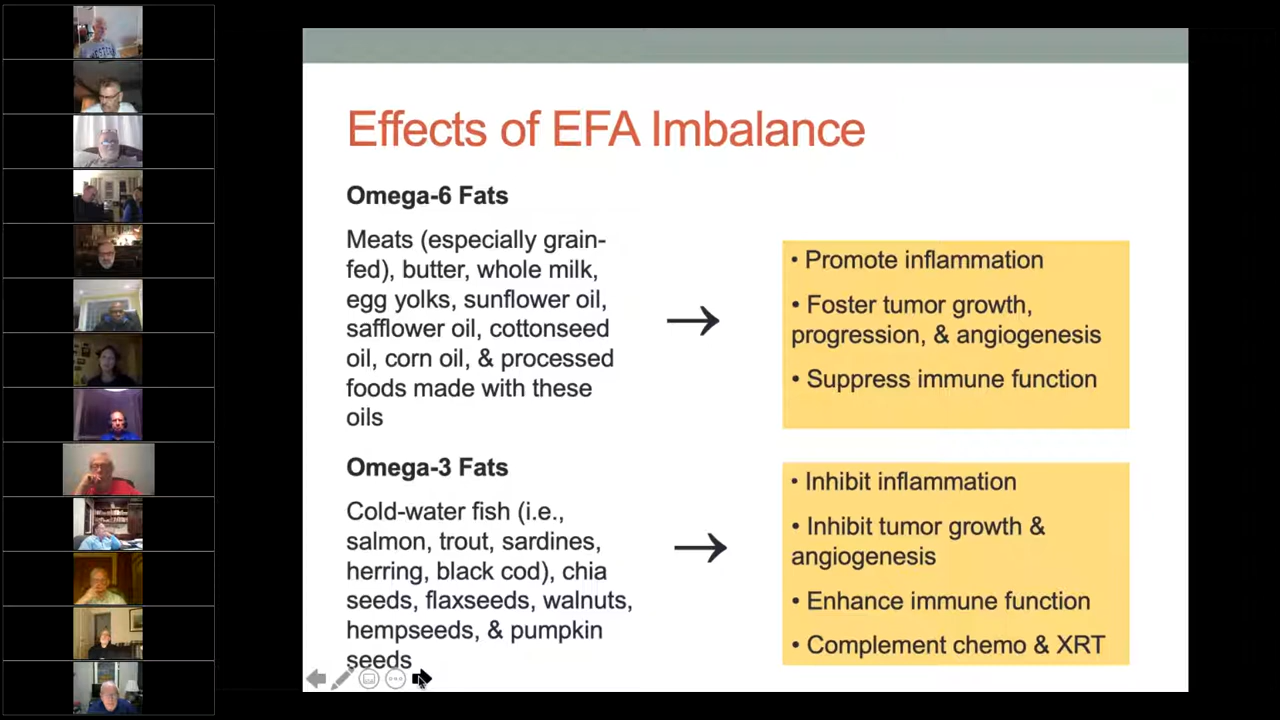 Effects of EFA Imbalance
Omega-6 Fats
Meats (especially grain-
fed), butter, whole milk,
egg yolks, sunflower oil,
safflower oil, cottonseed
oil, corn oil, & processed
foods made with these
oils
• Promote inflammation
• Foster tumor growth,
progression, & angiogenesis
• Suppress immune function
Omega-3 Fats
Cold-water fish (i.e.,
salmon, trout, sardines,
herring, black cod), chia
seeds, flaxseeds, walnuts,
hempseeds, & pumpkin
seeds
• Inhibit inflammation
• Inhibit tumor growth &
angiogenesis
• Enhance immune function
• Complement chemo & XRT